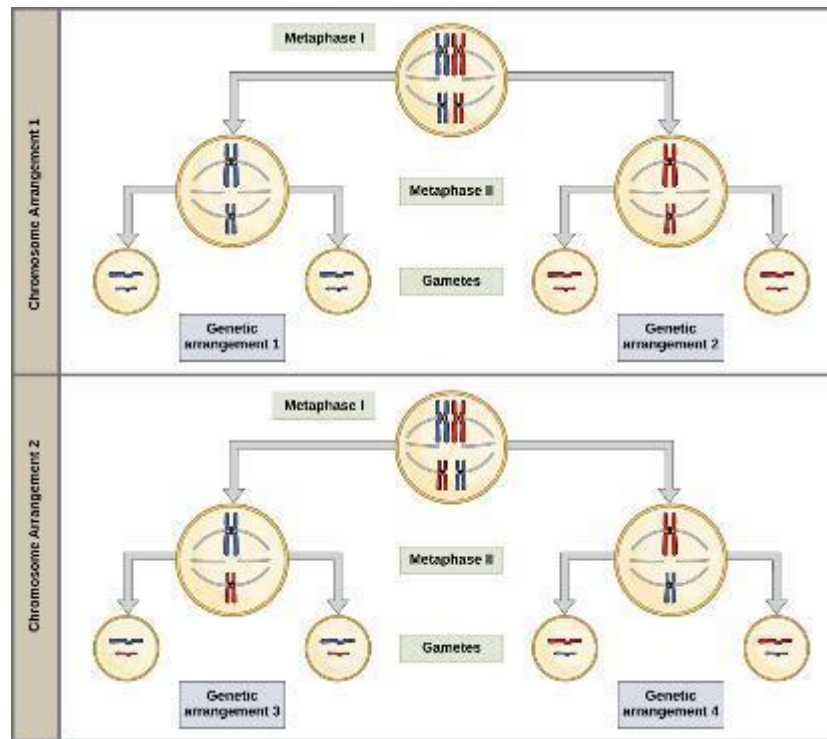 Chromosome Arrangement 1
Metaphase I
Metaphase II
Gametes
Genetic
arrangement 1
Genetic
arrangement 2
Chromosome Arrangement 2
Metaphase I
Metaphase II
Gametes
Genetic
arrangement 3
Genetic
arrangement 4